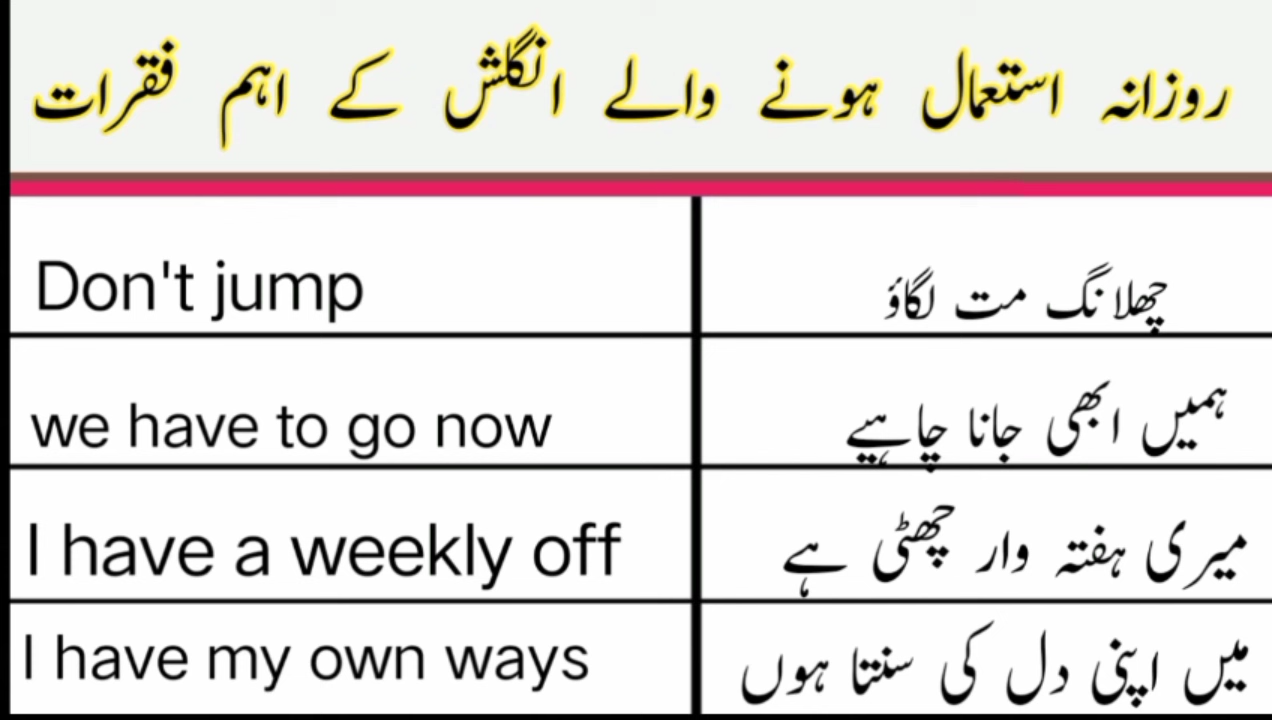 روزانہ استعمال ہونے والے انگلش کے اہم فقرات
Don't jump چھلانگ مت لگاؤ
we have to go now ہمیں ابھی جانا چاہیے
I have a weekly off میری ہفتہ وار چھٹی ہے
I have my own ways میں اپنی دل کی سنتا ہوں